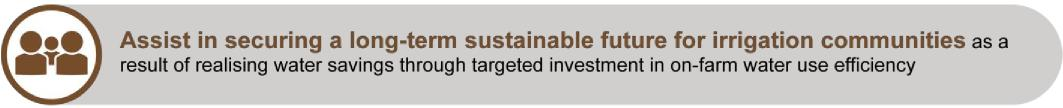 Assist in securing a long-term sustainable future for irrigation communities as a
result of realising water savings through targeted investment in on-farm water use efficiency